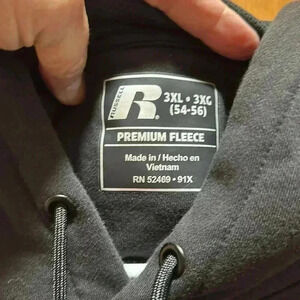 RUSSELL
R
3XL • 3XG
(54-56)
PREMIUM FLEECE
Made in / Hecho en
Vietnam
RN 52469 • 91X